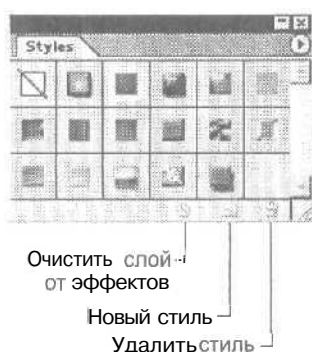 Styles
Очистить слой
от эффектов
Новый стиль
Удалить стиль